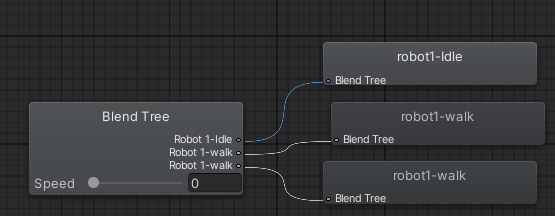 Blend Tree
Robot 1-Idle
Robot 1-walk
Robot 1-walk
Speed
0
robot1-Idle
Blend Tree
robot1-walk
Blend Tree
robot1-walk
Blend Tree